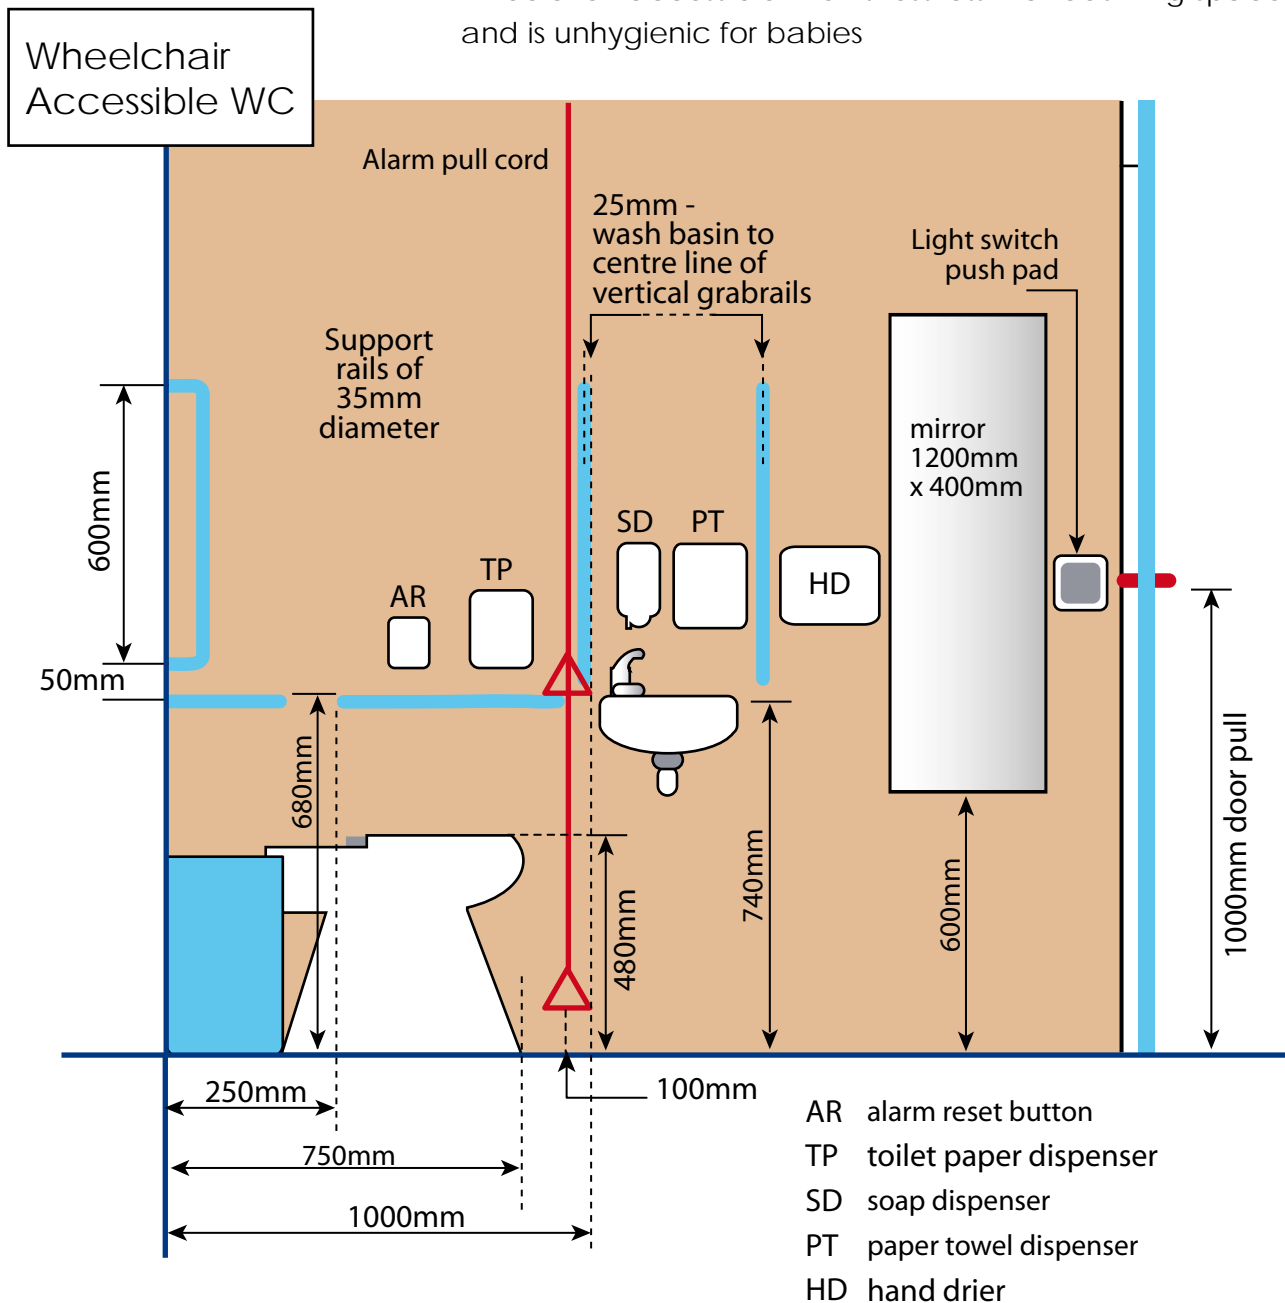 and is unhygienic for babies
Wheelchair
Accessible WC
Alarm pull cord
25mm -
wash basin to
centre line of
vertical grabrails
Light switch
push pad
Support
rails of
35mm
diameter
mirror
1200mm
x 400mm
600mm
SD
PT
HD
TP
AR
50mm
680mm
480mm
740mm
600mm
1000mm door pull
250mm
100mm
750mm
1000mm
AR alarm reset button
TP toilet paper dispenser
SD soap dispenser
PT paper towel dispenser
HD hand drier